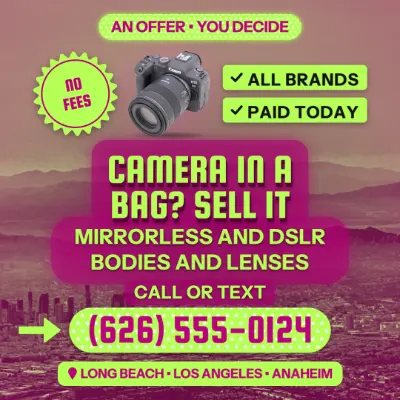 AN OFFER • YOU DECIDE
NO
FEES
✓ ALL BRANDS
✓ PAID TODAY
CAMERA IN A
BAG? SELL IT
MIRRORLESS AND DSLR
BODIES AND LENSES
CALL OR TEXT
(626) 555-0124
LONG BEACH • LOS ANGELES • ANAHEIM